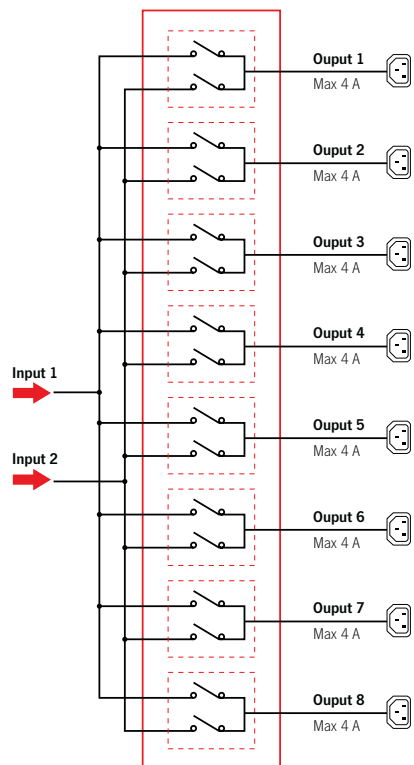 Ouput 1
Max 4 A
Ouput 2
Max 4 A
Ouput 3
Max 4 A
Ouput 4
Max 4 A
Input 1
Ouput 5
Max 4 A
Input 2
Ouput 6
Max 4 A
Ouput 7
Max 4 A
Ouput 8
Max 4 A